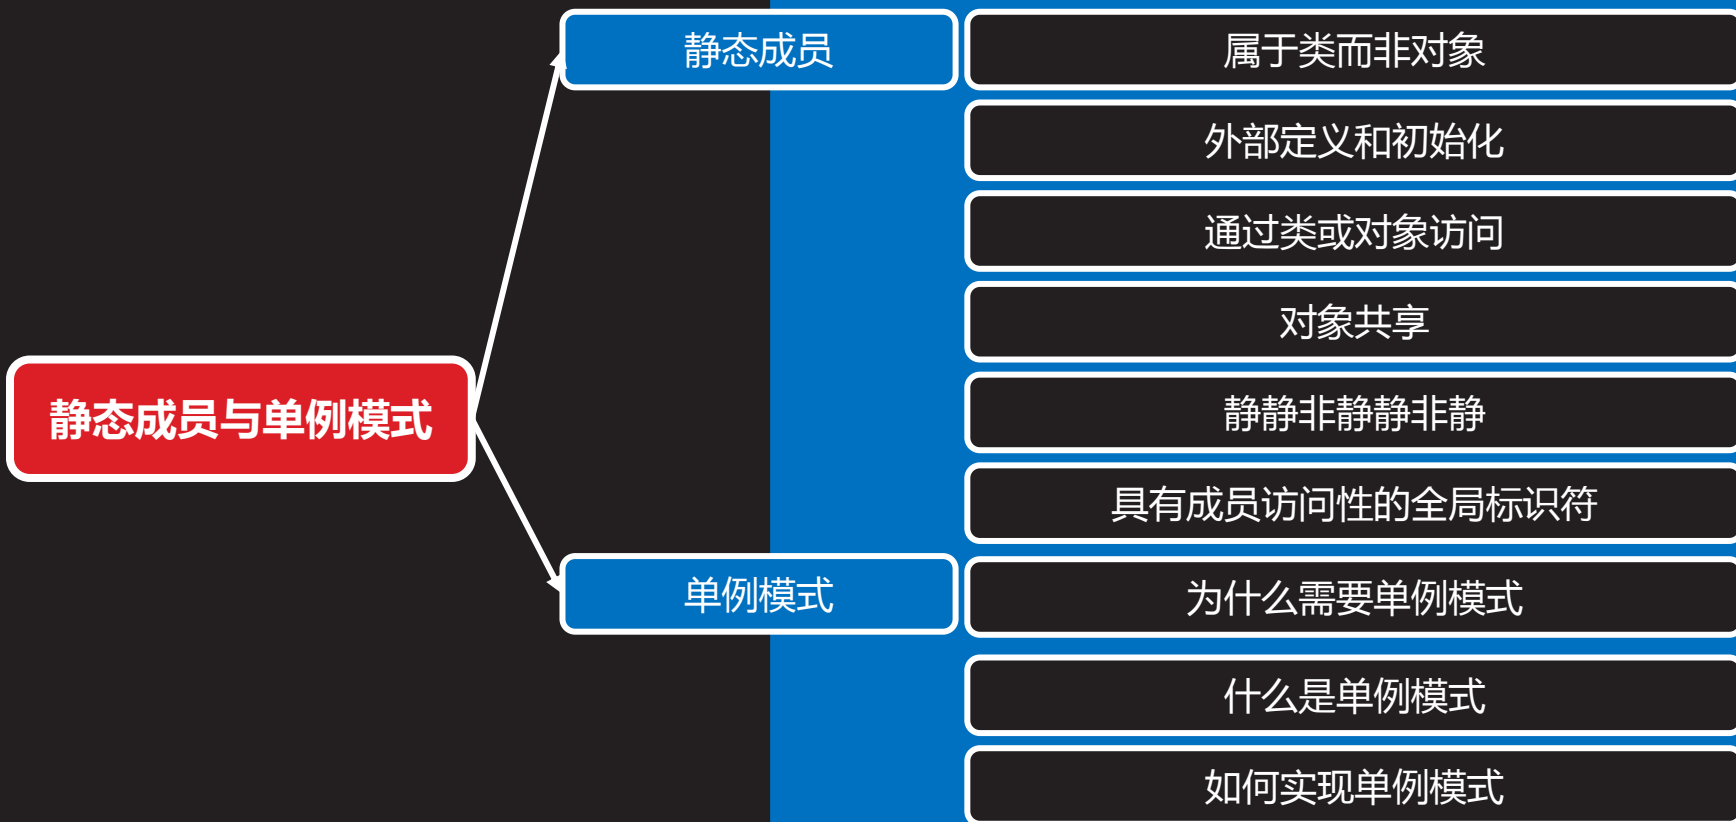 静态成员与单例模式
静态成员
属于类而非对象
外部定义和初始化
通过类或对象访问
对象共享
静静非静静非静
具有成员访问性的全局标识符
单例模式
为什么需要单例模式
什么是单例模式
如何实现单例模式